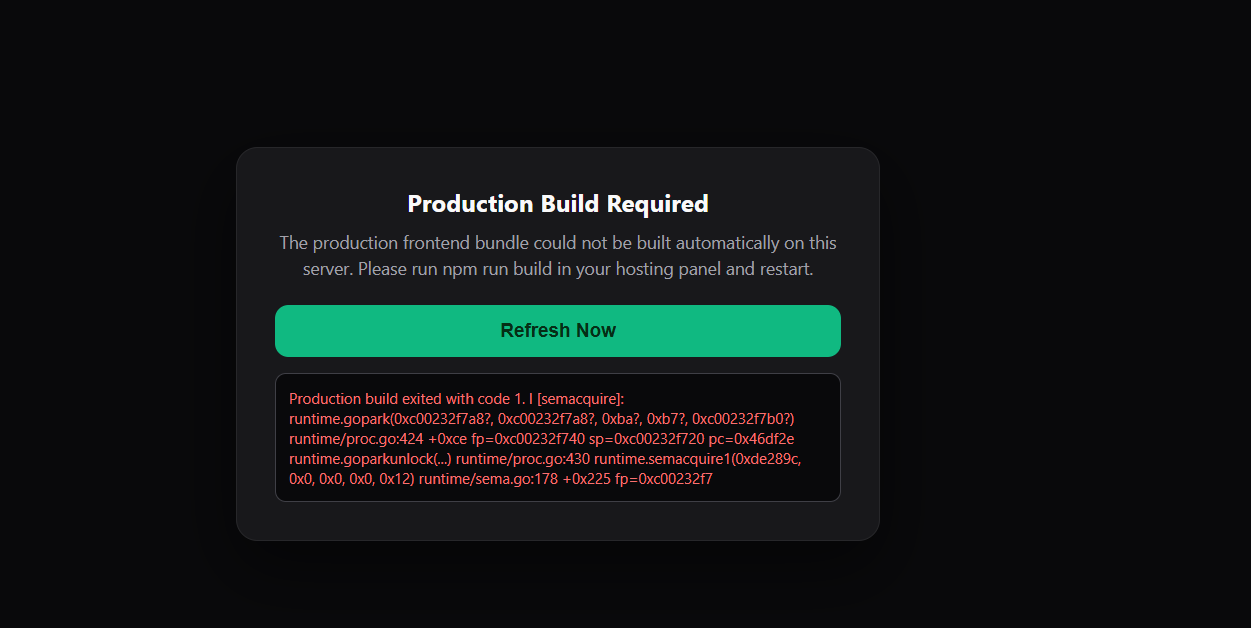 Production Build Required
The production frontend bundle could not be built automatically on this
server. Please run npm run build in your hosting panel and restart.
Refresh Now
Production build exited with code 1. l [semacquire]:
runtime.gopark(0xc00232f7a8?, 0xc00232f7a8?, 0xba?, 0xb7?, 0xc00232f7b0?)
runtime/proc.go:424 +0xce fp=0xc00232f740 sp=0xc00232f720 pc=0x46df2e
runtime.goparkunlock(...) runtime/proc.go:430 runtime.semacquire1(0xde289c,
0x0, 0x0, 0x0, 0x12) runtime/sema.go:178 +0x225 fp=0xc00232f7